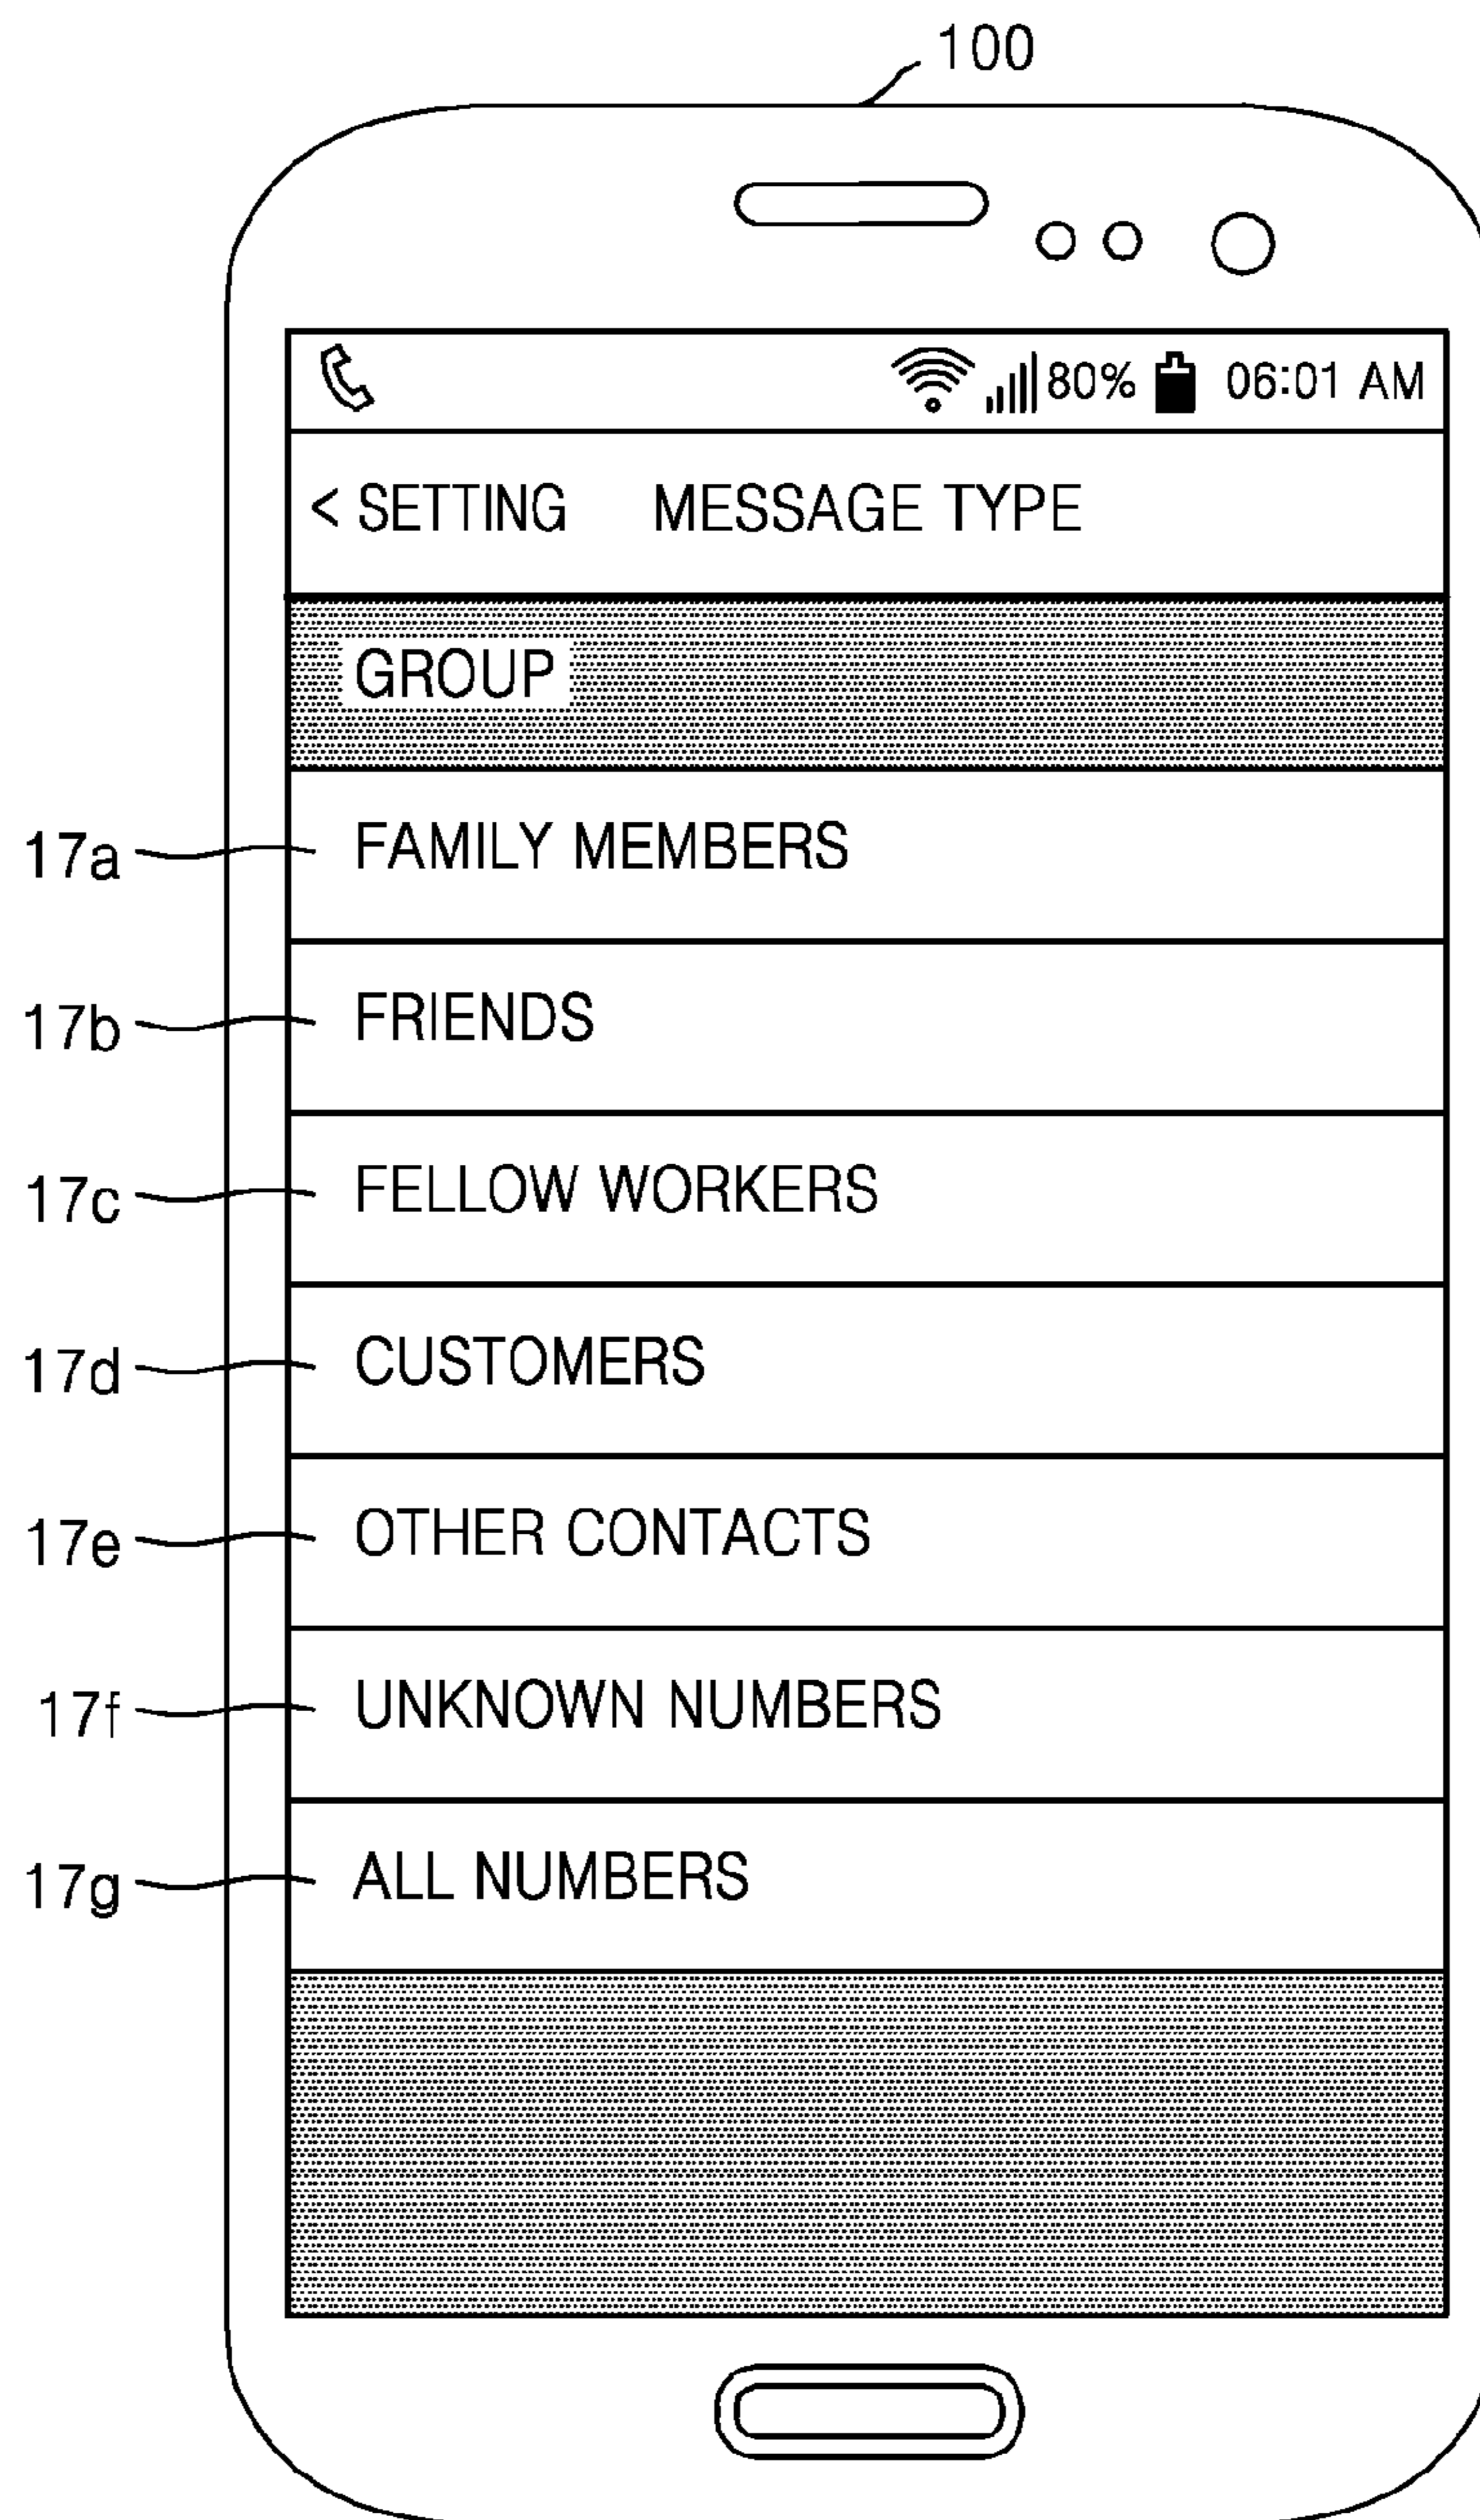 100
80% 06:01 AM
< SETTING MESSAGE TYPE
GROUP
17a FAMILY MEMBERS
17b FRIENDS
17c FELLOW WORKERS
17d CUSTOMERS
17e OTHER CONTACTS
17f UNKNOWN NUMBERS
17g ALL NUMBERS